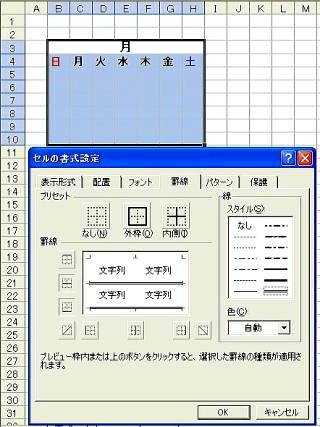 A B C D E F G H I J K L M
1
2
3 月
4 日 月 火 水 木 金 土
5
6
7
8
9
10
11
セルの書式設定
12
13
表示形式 配置 フォント 罫線 パターン 保護
14
プリセット 線
15
スタイル(S)
16
なし
17
なし(N) 外枠(O) 内側(I)
18
罫線
19
20
文字列 文字列
21
22
文字列 文字列
23
色(C)
24
自動
25
26
27
プレビュー枠内または上のボタンをクリックすると、選択した罫線の種類が適用されます。
28
29
30
31
OK キャンセル